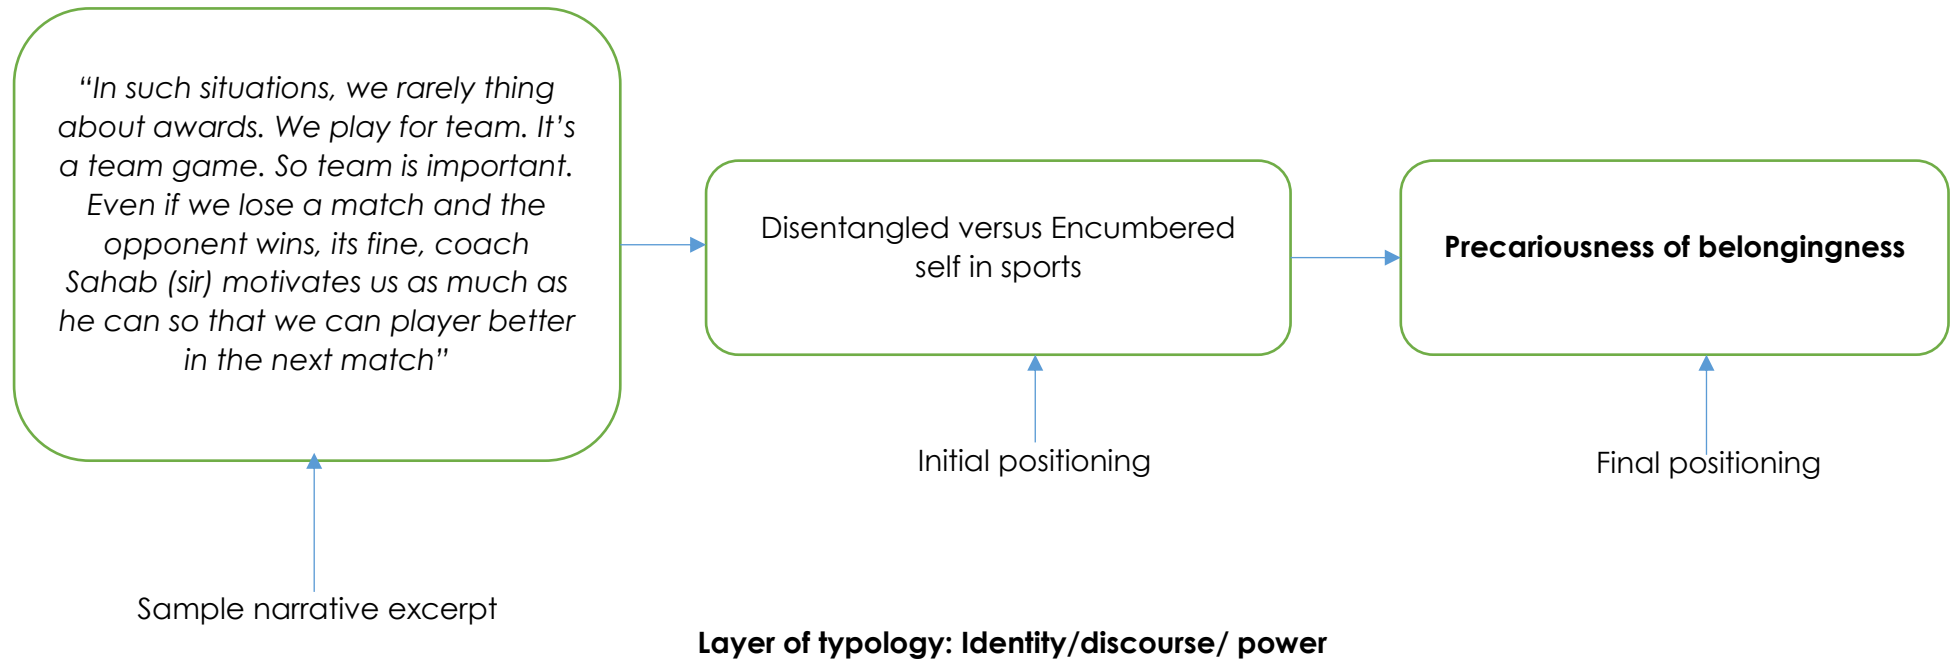 “In such situations, we rarely thing
about awards. We play for team. It’s
a team game. So team is important.
Even if we lose a match and the
opponent wins, its fine, coach
Sahab (sir) motivates us as much as
he can so that we can player better
in the next match”
Disentangled versus Encumbered
self in sports
Precariousness of belongingness
Initial positioning
Final positioning
Sample narrative excerpt
Layer of typology: Identity/discourse/ power